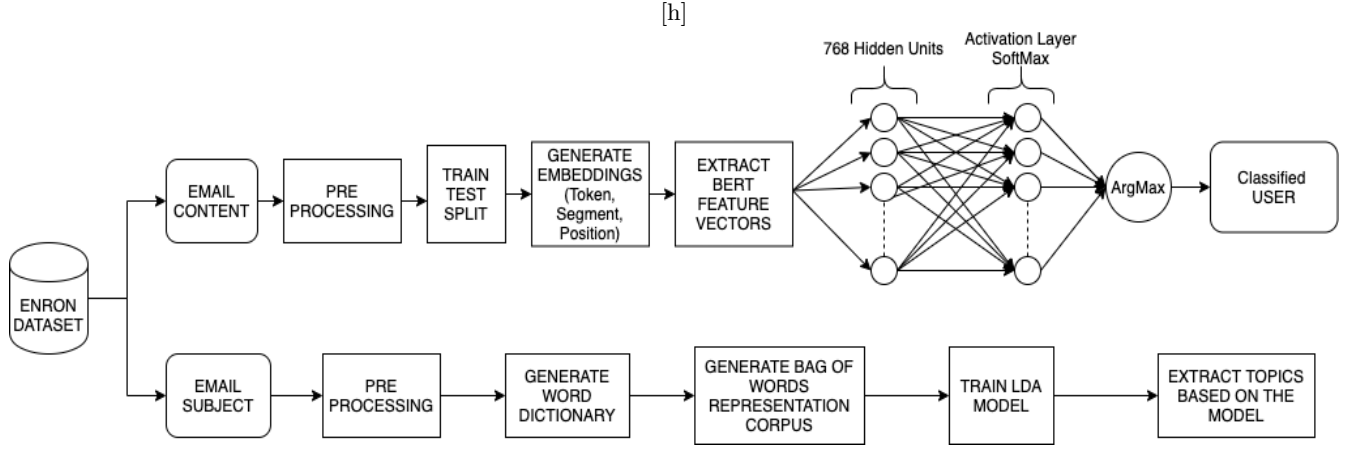 [h]
768 Hidden Units
Activation Layer
SoftMax
EMAIL
CONTENT
PRE
PROCESSING
TRAIN
TEST
SPLIT
GENERATE
EMBEDDINGS
(Token,
Segment,
Position)
EXTRACT
BERT
FEATURE
VECTORS
ArgMax
Classified
USER
ENRON
DATASET
EMAIL
SUBJECT
PRE
PROCESSING
GENERATE
WORD
DICTIONARY
GENERATE BAG OF
WORDS
REPRESENTATION
CORPUS
TRAIN LDA
MODEL
EXTRACT TOPICS
BASED ON THE
MODEL